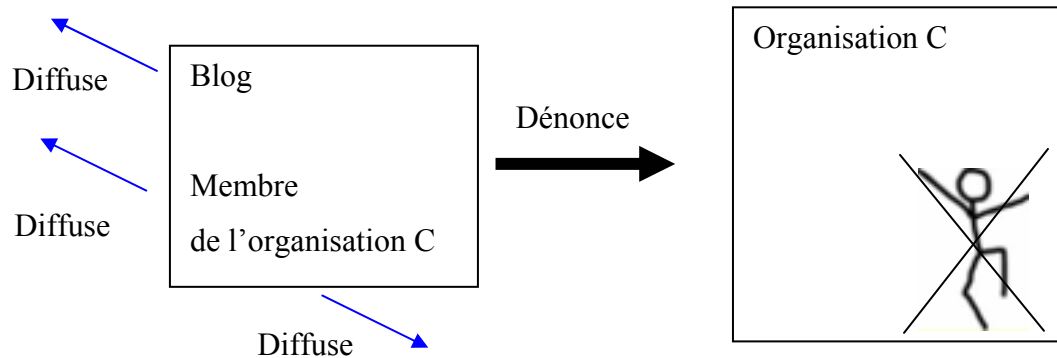 Diffuse
Blog
Diffuse
Membre
de l’organisation C
Diffuse
Dénonce
Organisation C